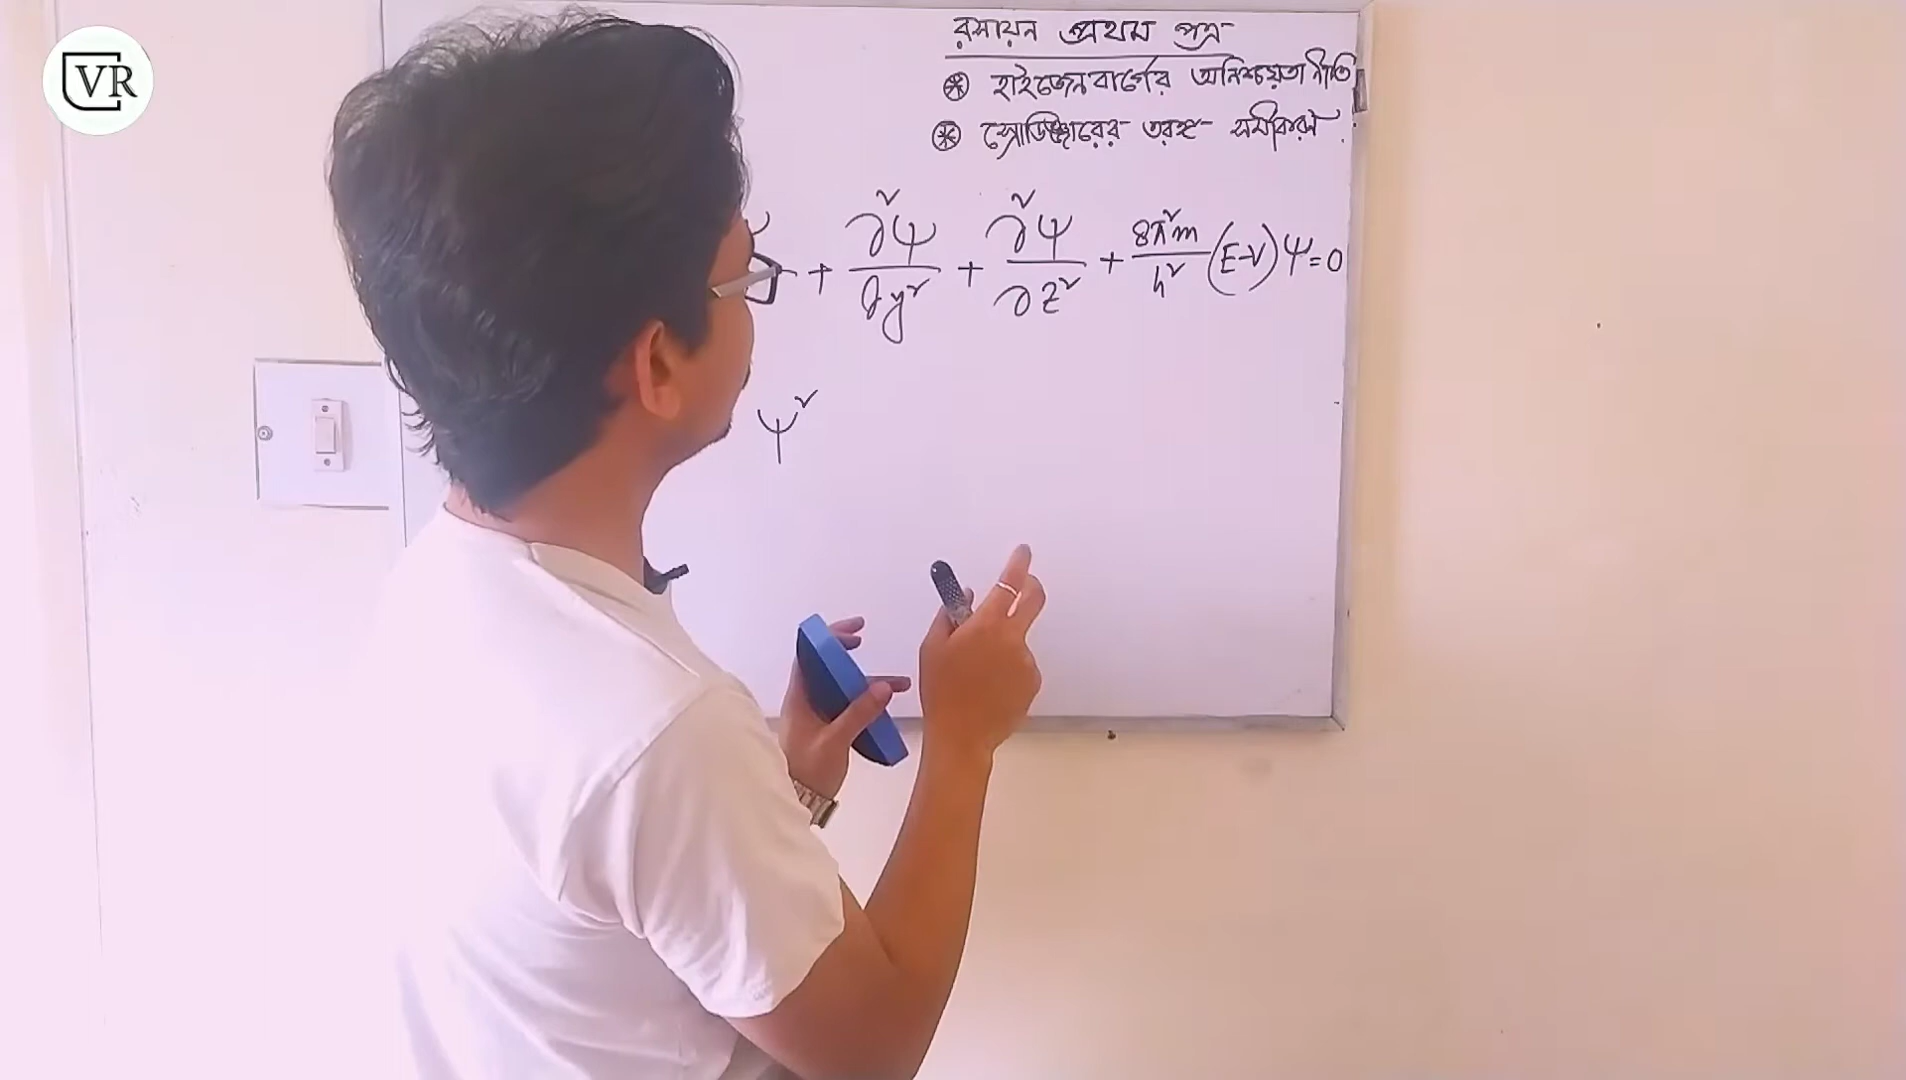 VR
রসায়ন প্রথম পত্র
* হাইজেনবার্গের অনিশ্চয়তা নীতি
* স্রোডিঞ্জারের তরঙ্গ সমীকরণ
+ ∂²ψ/∂y² + ∂²ψ/∂z² + 8π²m/h² (E-V) ψ = 0
ψ²